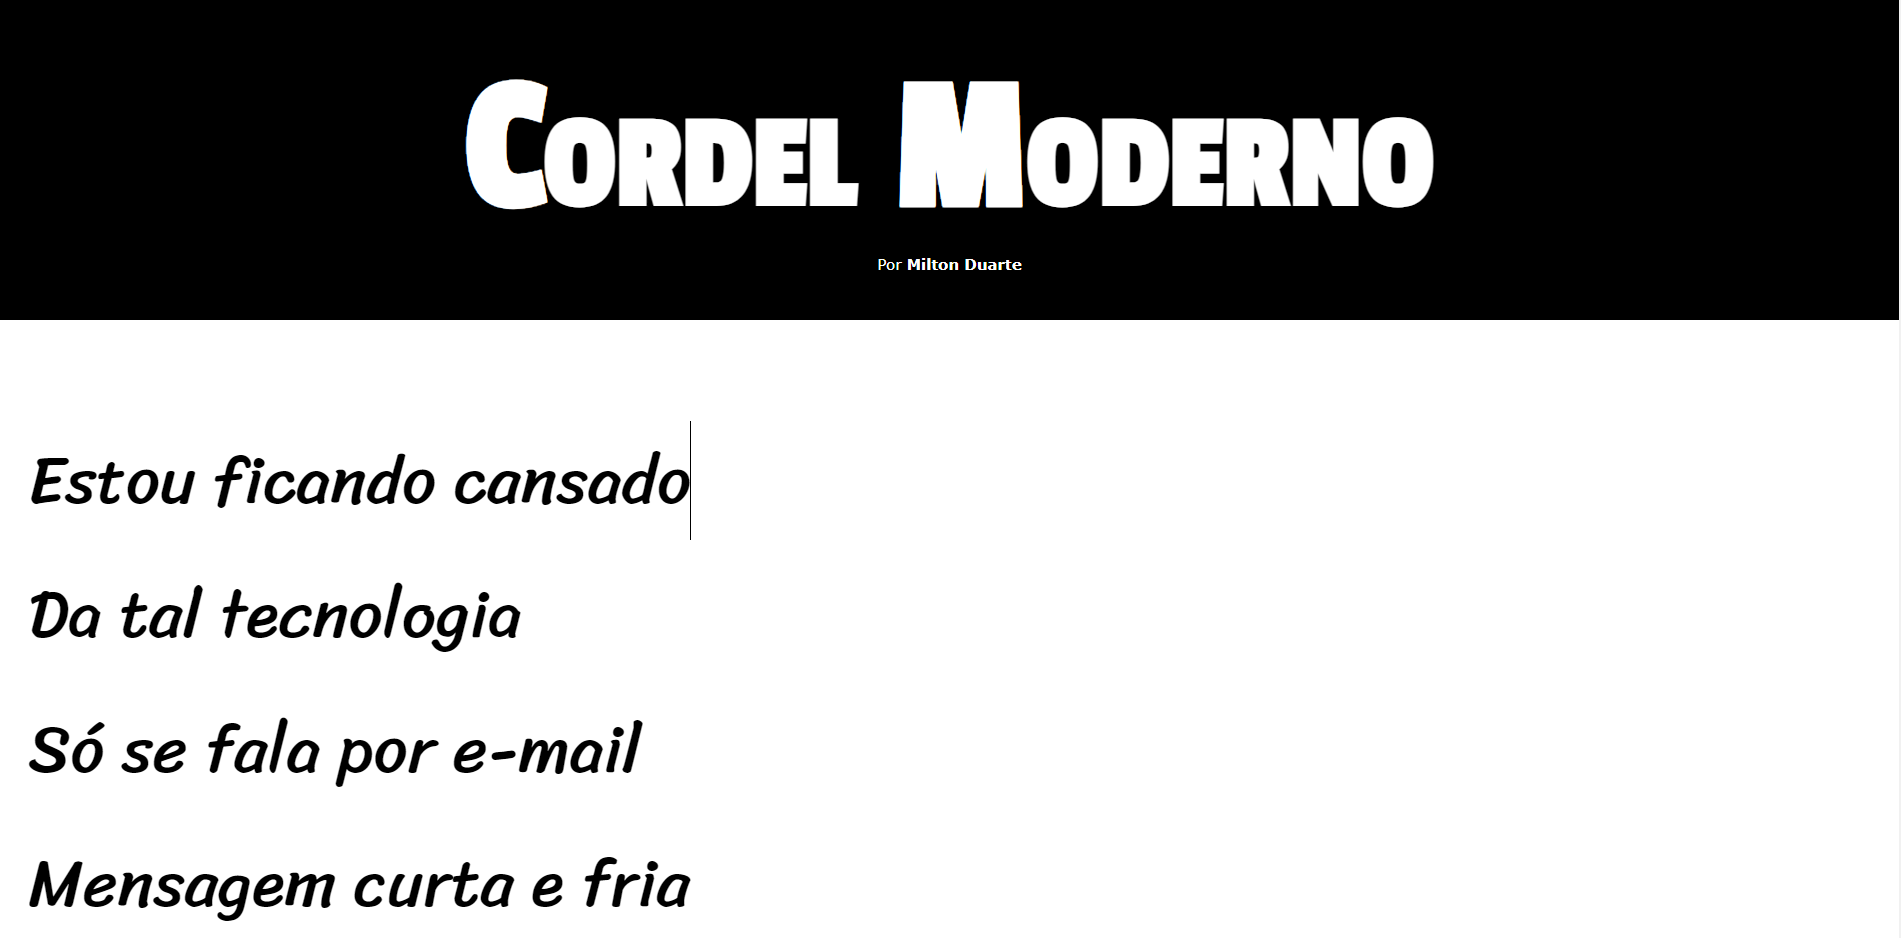 Cordel Moderno
Por Milton Duarte
Estou ficando cansado
Da tal tecnologia
Só se fala por e-mail
Mensagem curta e fria